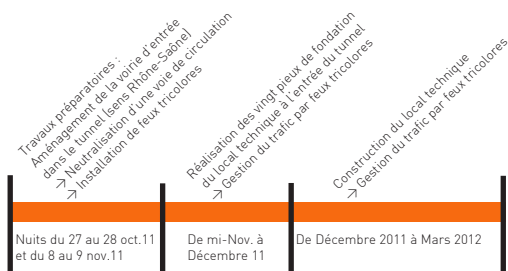 Travaux préparatoires :
Aménagement de la voirie d'entrée
dans le tunnel (sens Rhône-Saône)
→ Neutralisation d'une voie de circulation
→ Installation de feux tricolores
Réalisation des vingt pieux de fondation
du local technique à l'entrée du tunnel
→ Gestion du trafic par feux tricolores
Construction du local technique
→ Gestion du trafic par feux tricolores
Nuits du 27 au 28 oct.11
et du 8 au 9 nov.11
De mi-Nov. à
Décembre 11
De Décembre 2011 à Mars 2012